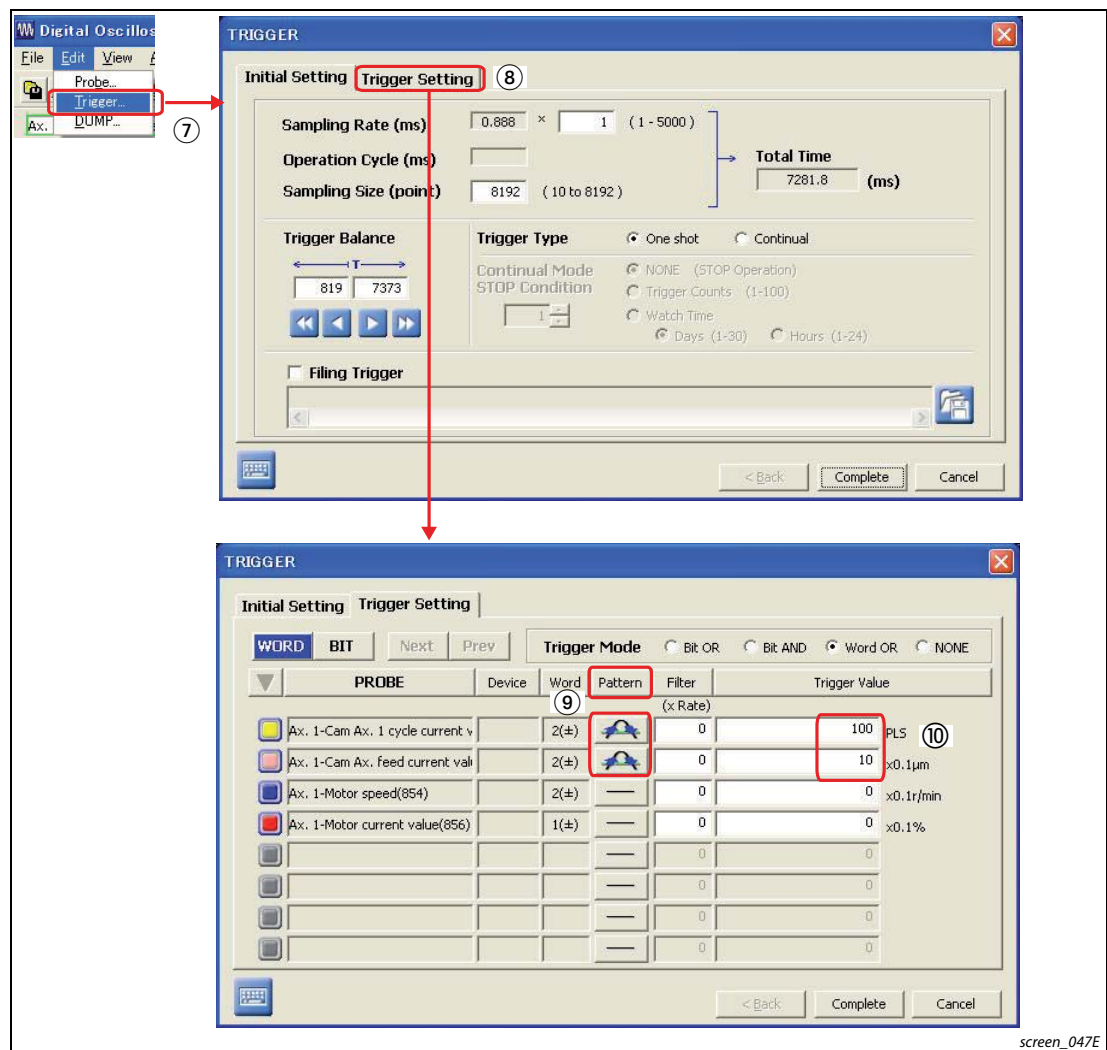 Digital Oscillos
File Edit View A
Probe...
Trigger...
DUMP...
Ax.
⑦
TRIGGER
Initial Setting Trigger Setting ⑧
Sampling Rate (ms) 0.888 × 1 (1 - 5000)
Operation Cycle (ms)
Sampling Size (point) 8192 (10 to 8192)
Total Time
7281.8 (ms)
Trigger Balance
T
819 7373
Trigger Type One shot Continual
Continual Mode
STOP Condition
1
NONE (STOP Operation)
Trigger Counts (1-100)
Watch Time
Days (1-30) Hours (1-24)
Filing Trigger
< Back Complete Cancel
TRIGGER
Initial Setting Trigger Setting
WORD BIT Next Prev Trigger Mode Bit OR Bit AND Word OR NONE
PROBE Device Word Pattern Filter Trigger Value
⑨ (x Rate)
Ax. 1-Cam Ax. 1 cycle current v 2(±) 0 100 PLS ⑩
Ax. 1-Cam Ax. feed current valu 2(±) 0 10 x0.1μm
Ax. 1-Motor speed(854) 2(±) 0 0 x0.1r/min
Ax. 1-Motor current value(856) 1(±) 0 0 x0.1%
0 0
0 0
0 0
0 0
< Back Complete Cancel
screen_047E